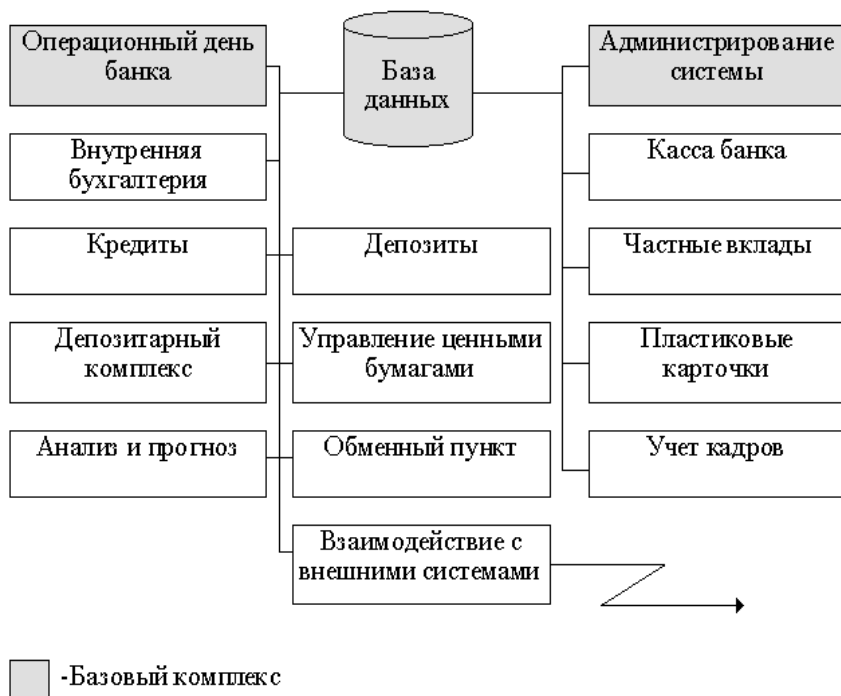 Операционный день
банка
База
данных
Администрирование
системы
Внутренняя
бухгалтерия
Касса банка
Кредиты
Депозиты
Частные вклады
Депозитарный
комплекс
Управление ценными
бумагами
Пластиковые
карточки
Анализ и прогноз
Обменный пункт
Учет кадров
Взаимодействие с
внешними системами
-Базовый комплекс